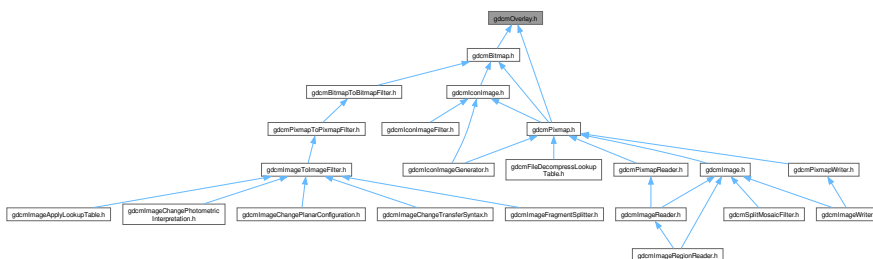 gdcmOverlay.h
gdcmBitmap.h
gdcmBitmapToBitmapFilter.h
gdcmIconImage.h
gdcmPixmapToPixmapFilter.h
gdcmIconImageFilter.h
gdcmPixmap.h
gdcmImageToImageFilter.h
gdcmIconImageGenerator.h
gdcmFileDecompressLookup
Table.h
gdcmPixmapReader.h
gdcmImage.h
gdcmPixmapWriter.h
gdcmImageApplyLookupTable.h
gdcmImageChangePhotometric
Interpretation.h
gdcmImageChangePlanarConfiguration.h
gdcmImageChangeTransferSyntax.h
gdcmImageFragmentSplitter.h
gdcmImageReader.h
gdcmSplitMosaicFilter.h
gdcmImageWriter
gdcmImageRegionReader.h